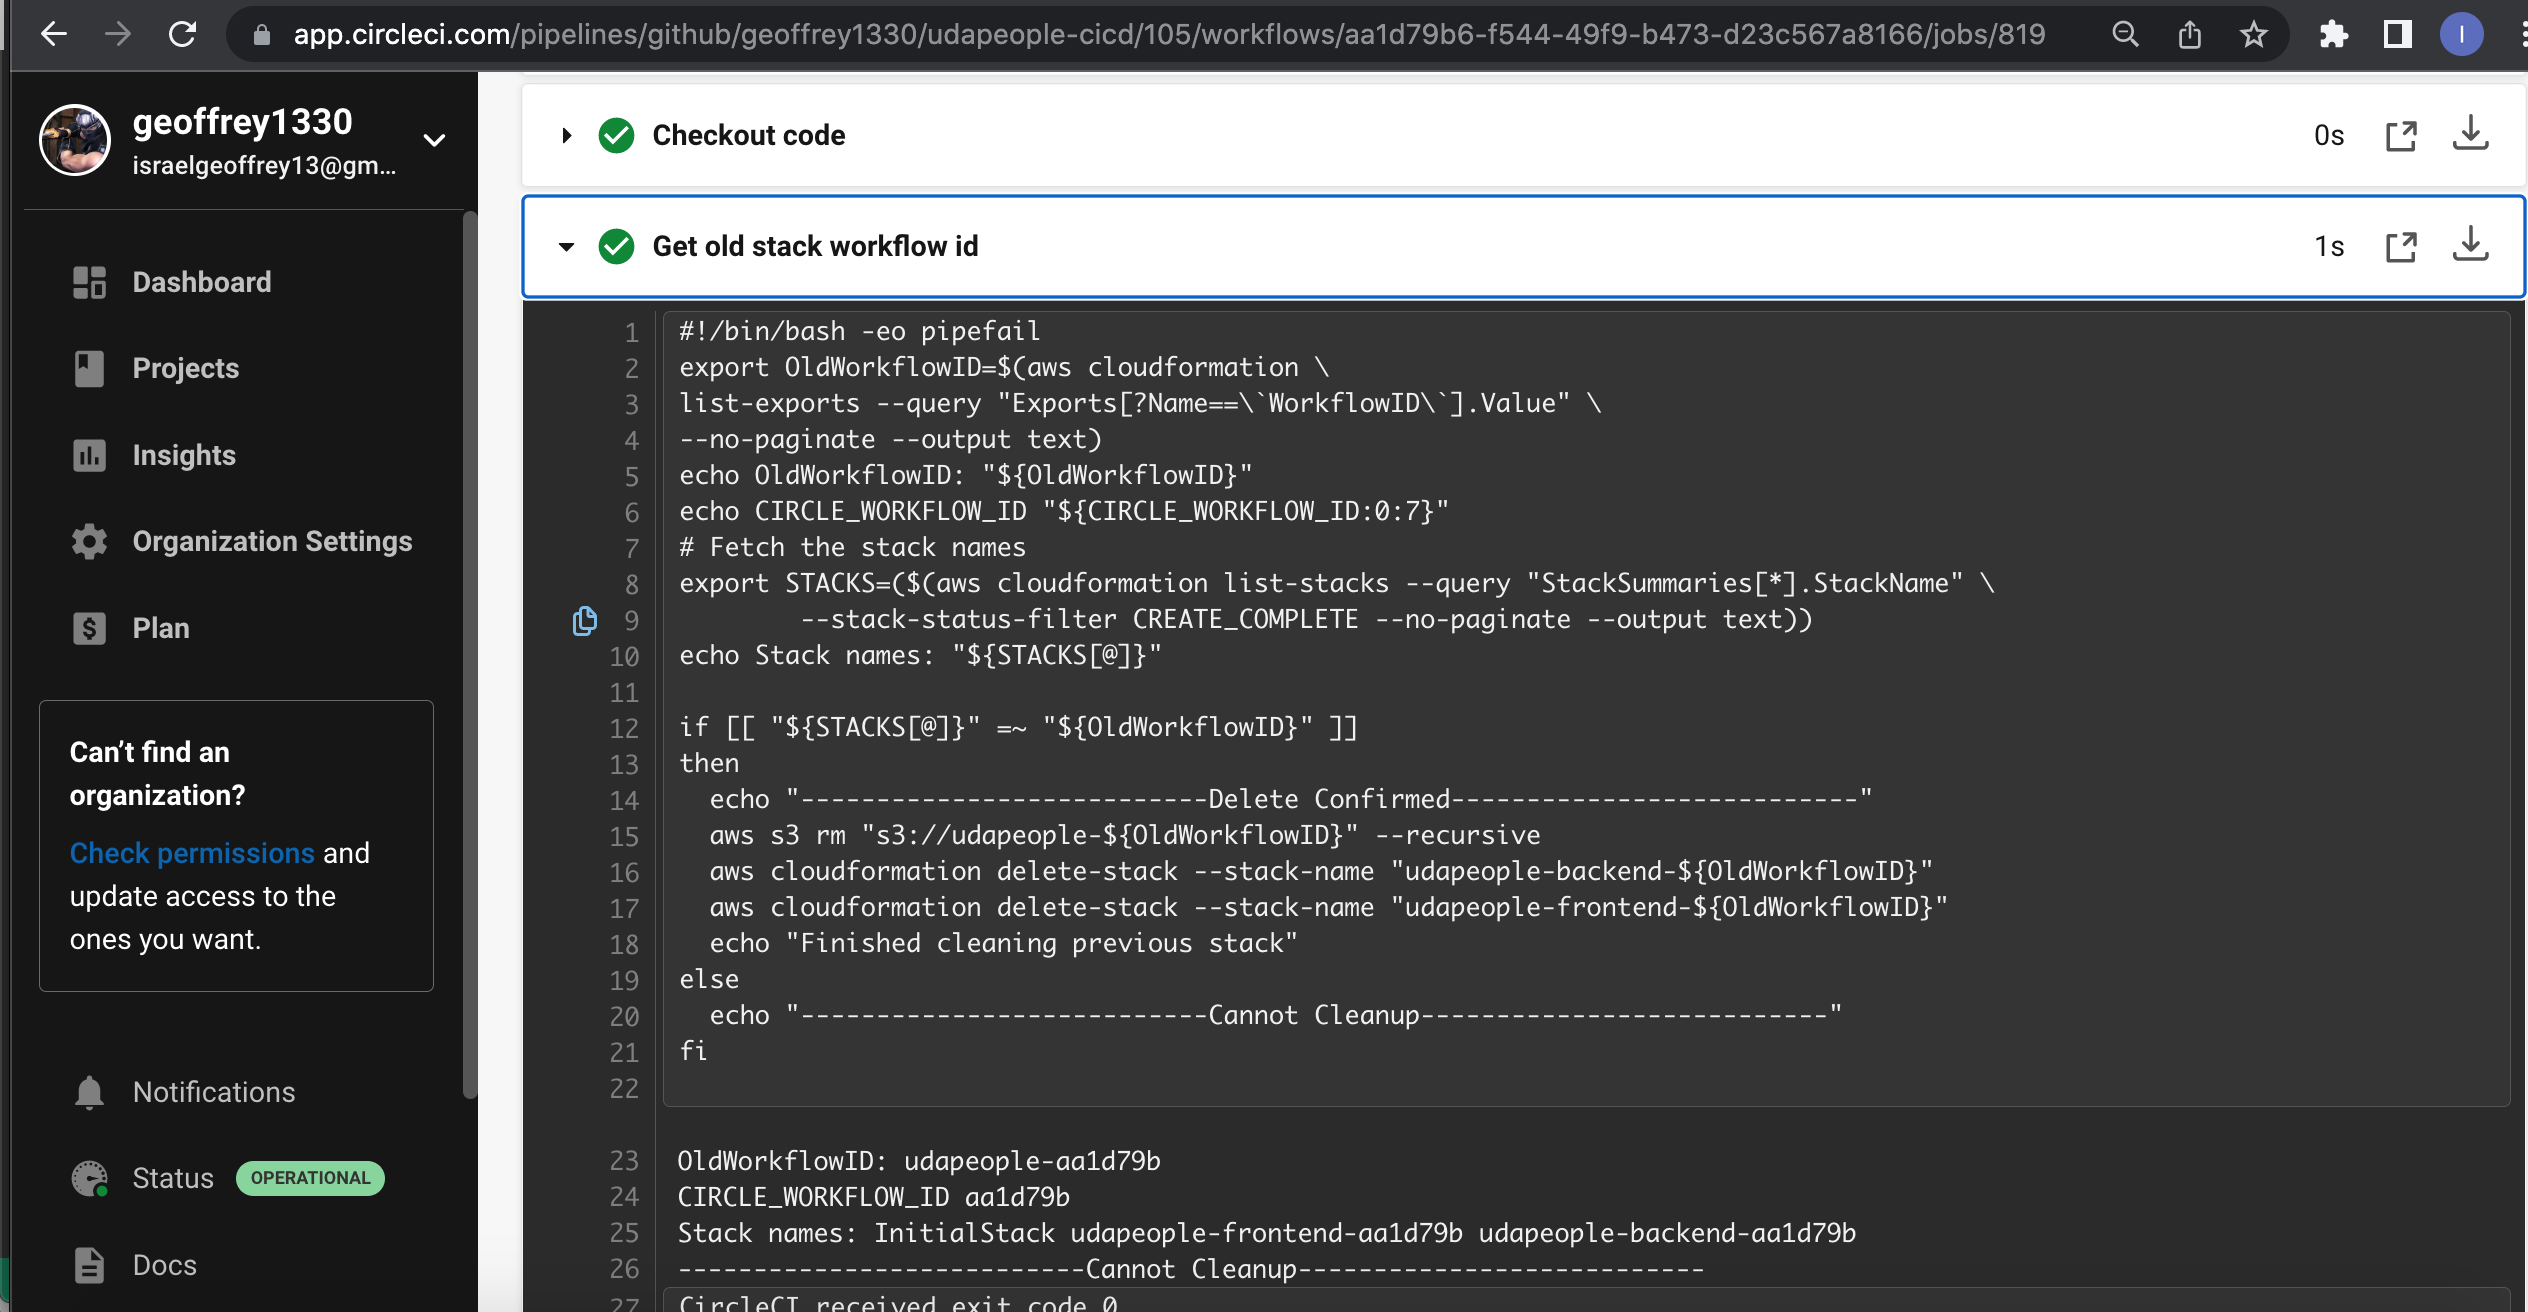 app.circleci.com/pipelines/github/geoffrey1330/udapeople-cicd/105/workflows/aa1d79b6-f544-49f9-b473-d23c567a8166/jobs/819
I
geoffrey1330
israelgeoffrey13@gm...
Dashboard
Projects
Insights
Organization Settings
Plan
Can't find an
organization?
Check permissions and
update access to the
ones you want.
Notifications
Status OPERATIONAL
Docs
Checkout code 0s
Get old stack workflow id 1s
1 #!/bin/bash -eo pipefail
2 export OldWorkflowID=$(aws cloudformation \
3 list-exports --query "Exports[?Name==\`WorkflowID\`].Value" \
4 --no-paginate --output text)
5 echo OldWorkflowID: "${OldWorkflowID}"
6 echo CIRCLE_WORKFLOW_ID "${CIRCLE_WORKFLOW_ID:0:7}"
7 # Fetch the stack names
8 export STACKS=($(aws cloudformation list-stacks --query "StackSummaries[*].StackName" \
9         --stack-status-filter CREATE_COMPLETE --no-paginate --output text))
10 echo Stack names: "${STACKS[@]}"
11
12 if [[ "${STACKS[@]}" =~ "${OldWorkflowID}" ]]
13 then
14   echo "---------------------------Delete Confirmed---------------------------"
15   aws s3 rm "s3://udapeople-${OldWorkflowID}" --recursive
16   aws cloudformation delete-stack --stack-name "udapeople-backend-${OldWorkflowID}"
17   aws cloudformation delete-stack --stack-name "udapeople-frontend-${OldWorkflowID}"
18   echo "Finished cleaning previous stack"
19 else
20   echo "---------------------------Cannot Cleanup---------------------------"
21 fi
22
23 OldWorkflowID: udapeople-aa1d79b
24 CIRCLE_WORKFLOW_ID aa1d79b
25 Stack names: InitialStack udapeople-frontend-aa1d79b udapeople-backend-aa1d79b
26 ---------------------------Cannot Cleanup---------------------------
27 CircleCI received exit code 0